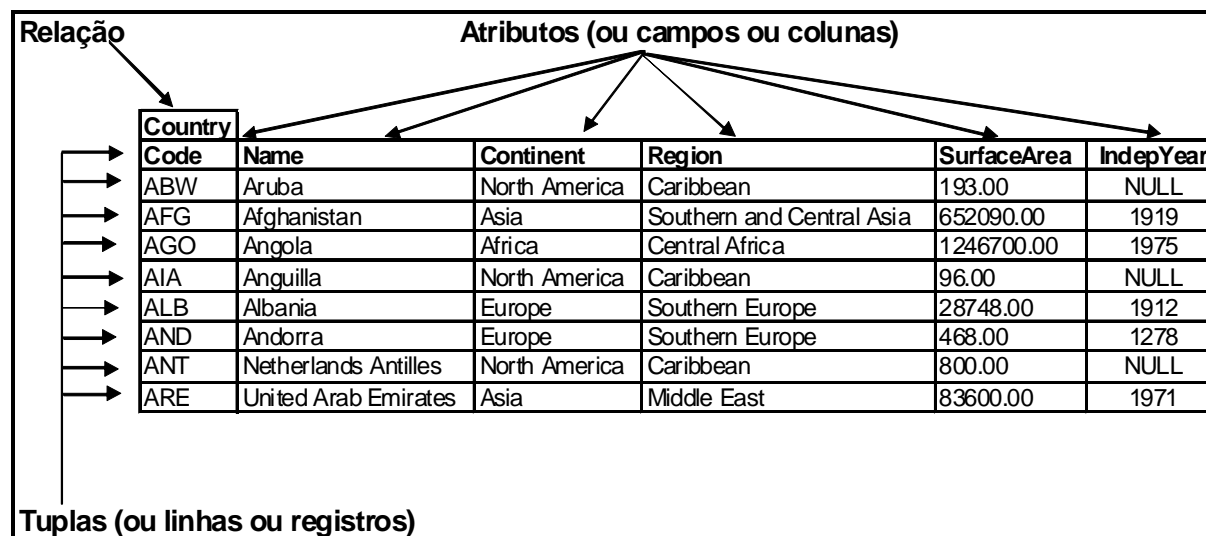 Relação Atributos (ou campos ou colunas)
Country
Code Name Continent Region SurfaceArea IndepYear
ABW Aruba North America Caribbean 193.00 NULL
AFG Afghanistan Asia Southern and Central Asia 652090.00 1919
AGO Angola Africa Central Africa 1246700.00 1975
AIA Anguilla North America Caribbean 96.00 NULL
ALB Albania Europe Southern Europe 28748.00 1912
AND Andorra Europe Southern Europe 468.00 1278
ANT Netherlands Antilles North America Caribbean 800.00 NULL
ARE United Arab Emirates Asia Middle East 83600.00 1971
Tuplas (ou linhas ou registros)